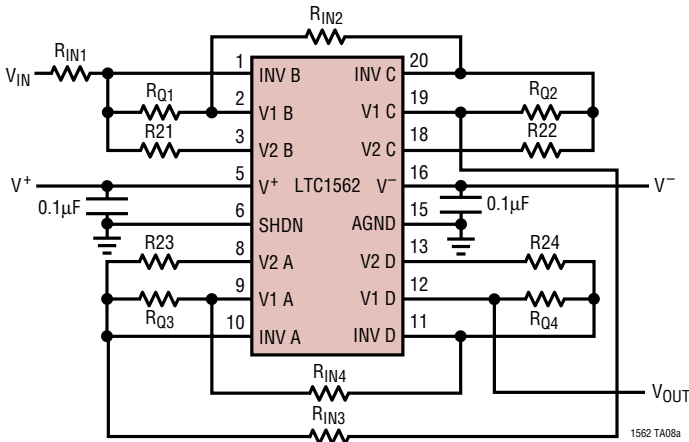 RIN2
RIN1
VIN
1
INV B
INV C
20
RQ1
2
V1 B
V1 C
19
RQ2
R21
3
V2 B
V2 C
18
R22
V+
5
V+
LTC1562
V−
16
V−
0.1µF
6
SHDN
AGND
15
0.1µF
R23
8
V2 A
V2 D
13
R24
9
V1 A
V1 D
12
RQ3
RQ4
10
INV A
INV D
11
RIN4
VOUT
RIN3
1562 TA08a